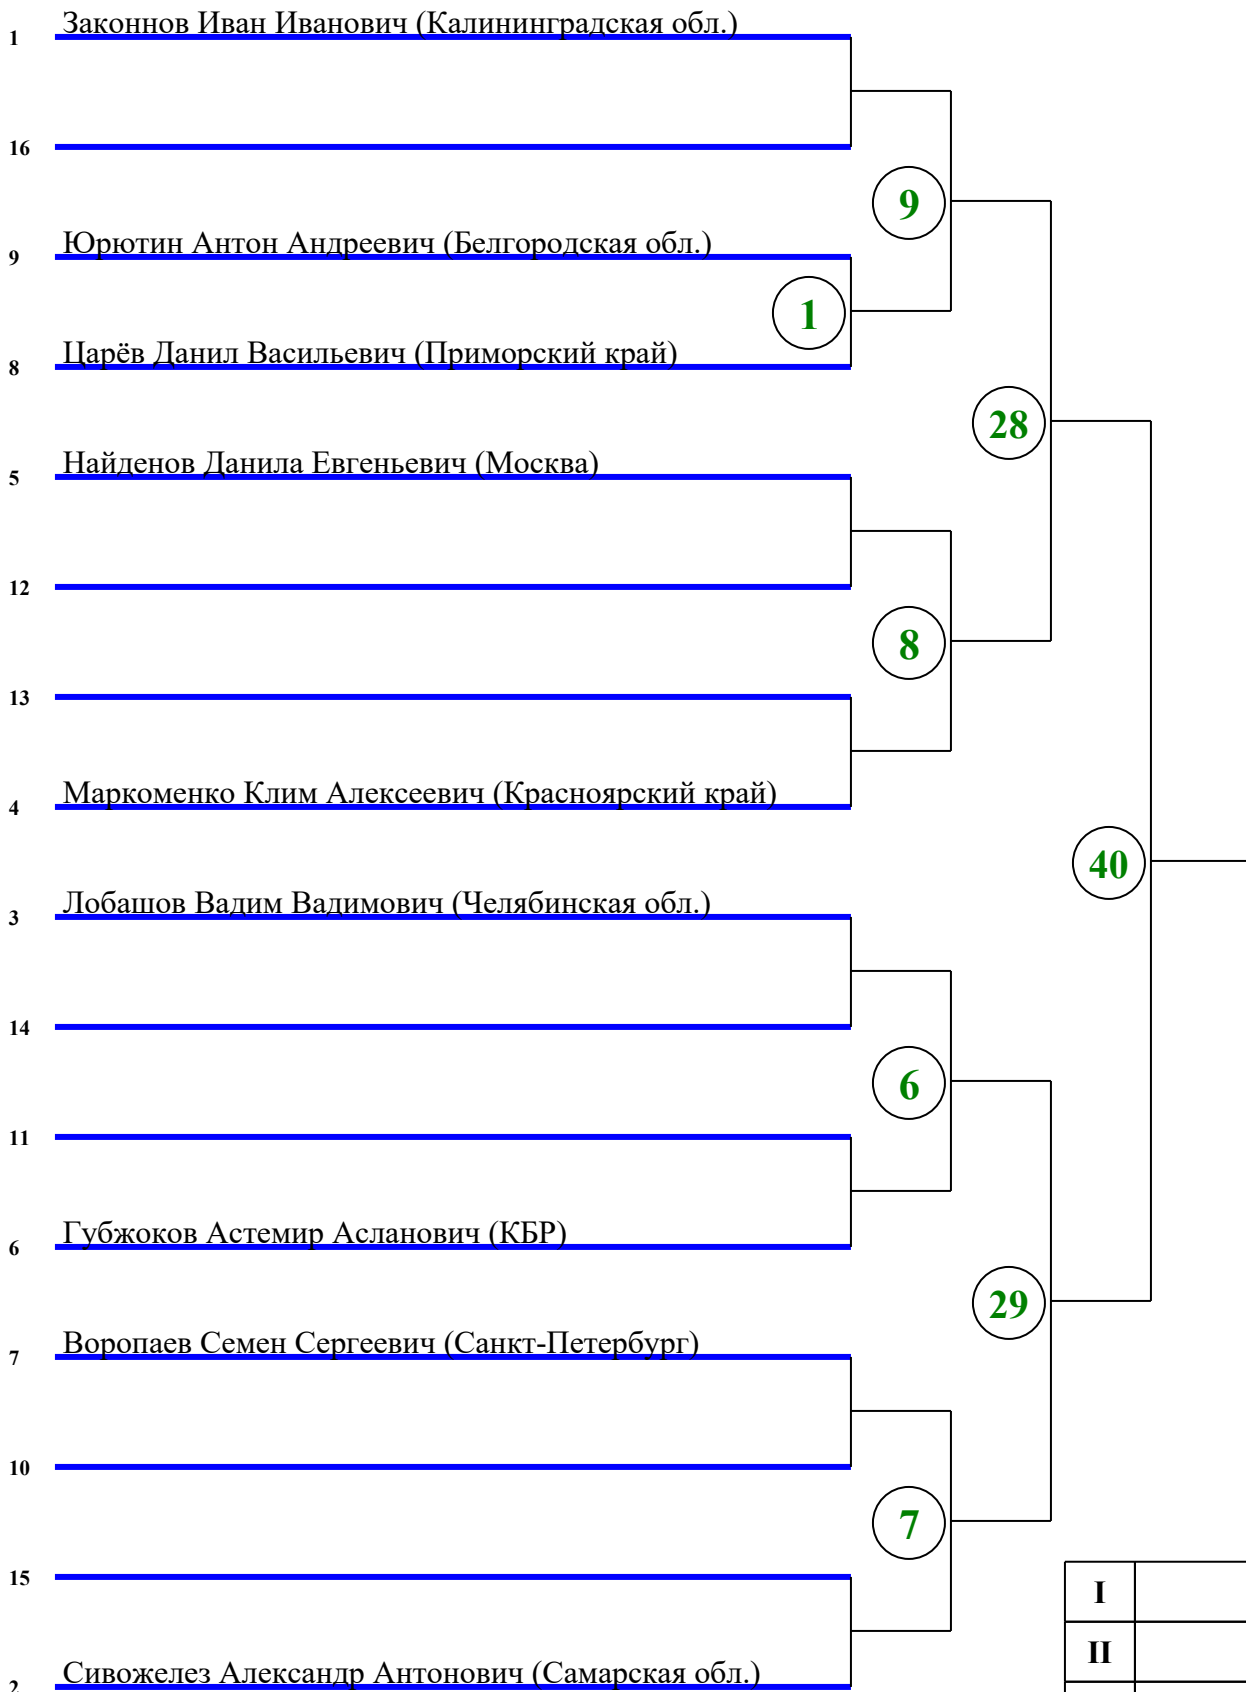 1 Законнов Иван Иванович (Калининградская обл.)
16
9
9 Юрютин Антон Андреевич (Белгородская обл.)
1
8 Царёв Данил Васильевич (Приморский край)
28
5 Найденов Данила Евгеньевич (Москва)
12
8
13
4 Маркоменко Клим Алексеевич (Красноярский край)
40
3 Лобашов Вадим Вадимович (Челябинская обл.)
14
6
11
6 Губжоков Астемир Асланович (КБР)
29
7 Воропаев Семен Сергеевич (Санкт-Петербург)
10
7
15
I
II
2 Сивожелез Александр Антонович (Самарская обл.)